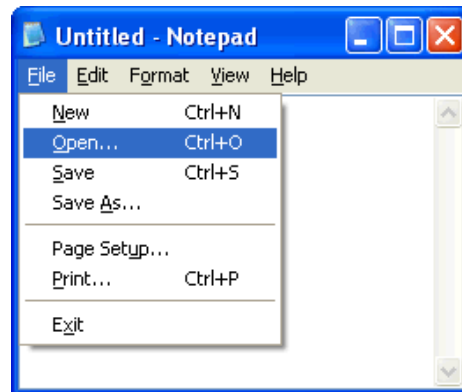 Untitled - Notepad
File Edit Format View Help
New Ctrl+N
Open... Ctrl+O
Save Ctrl+S
Save As...
Page Setup...
Print... Ctrl+P
Exit